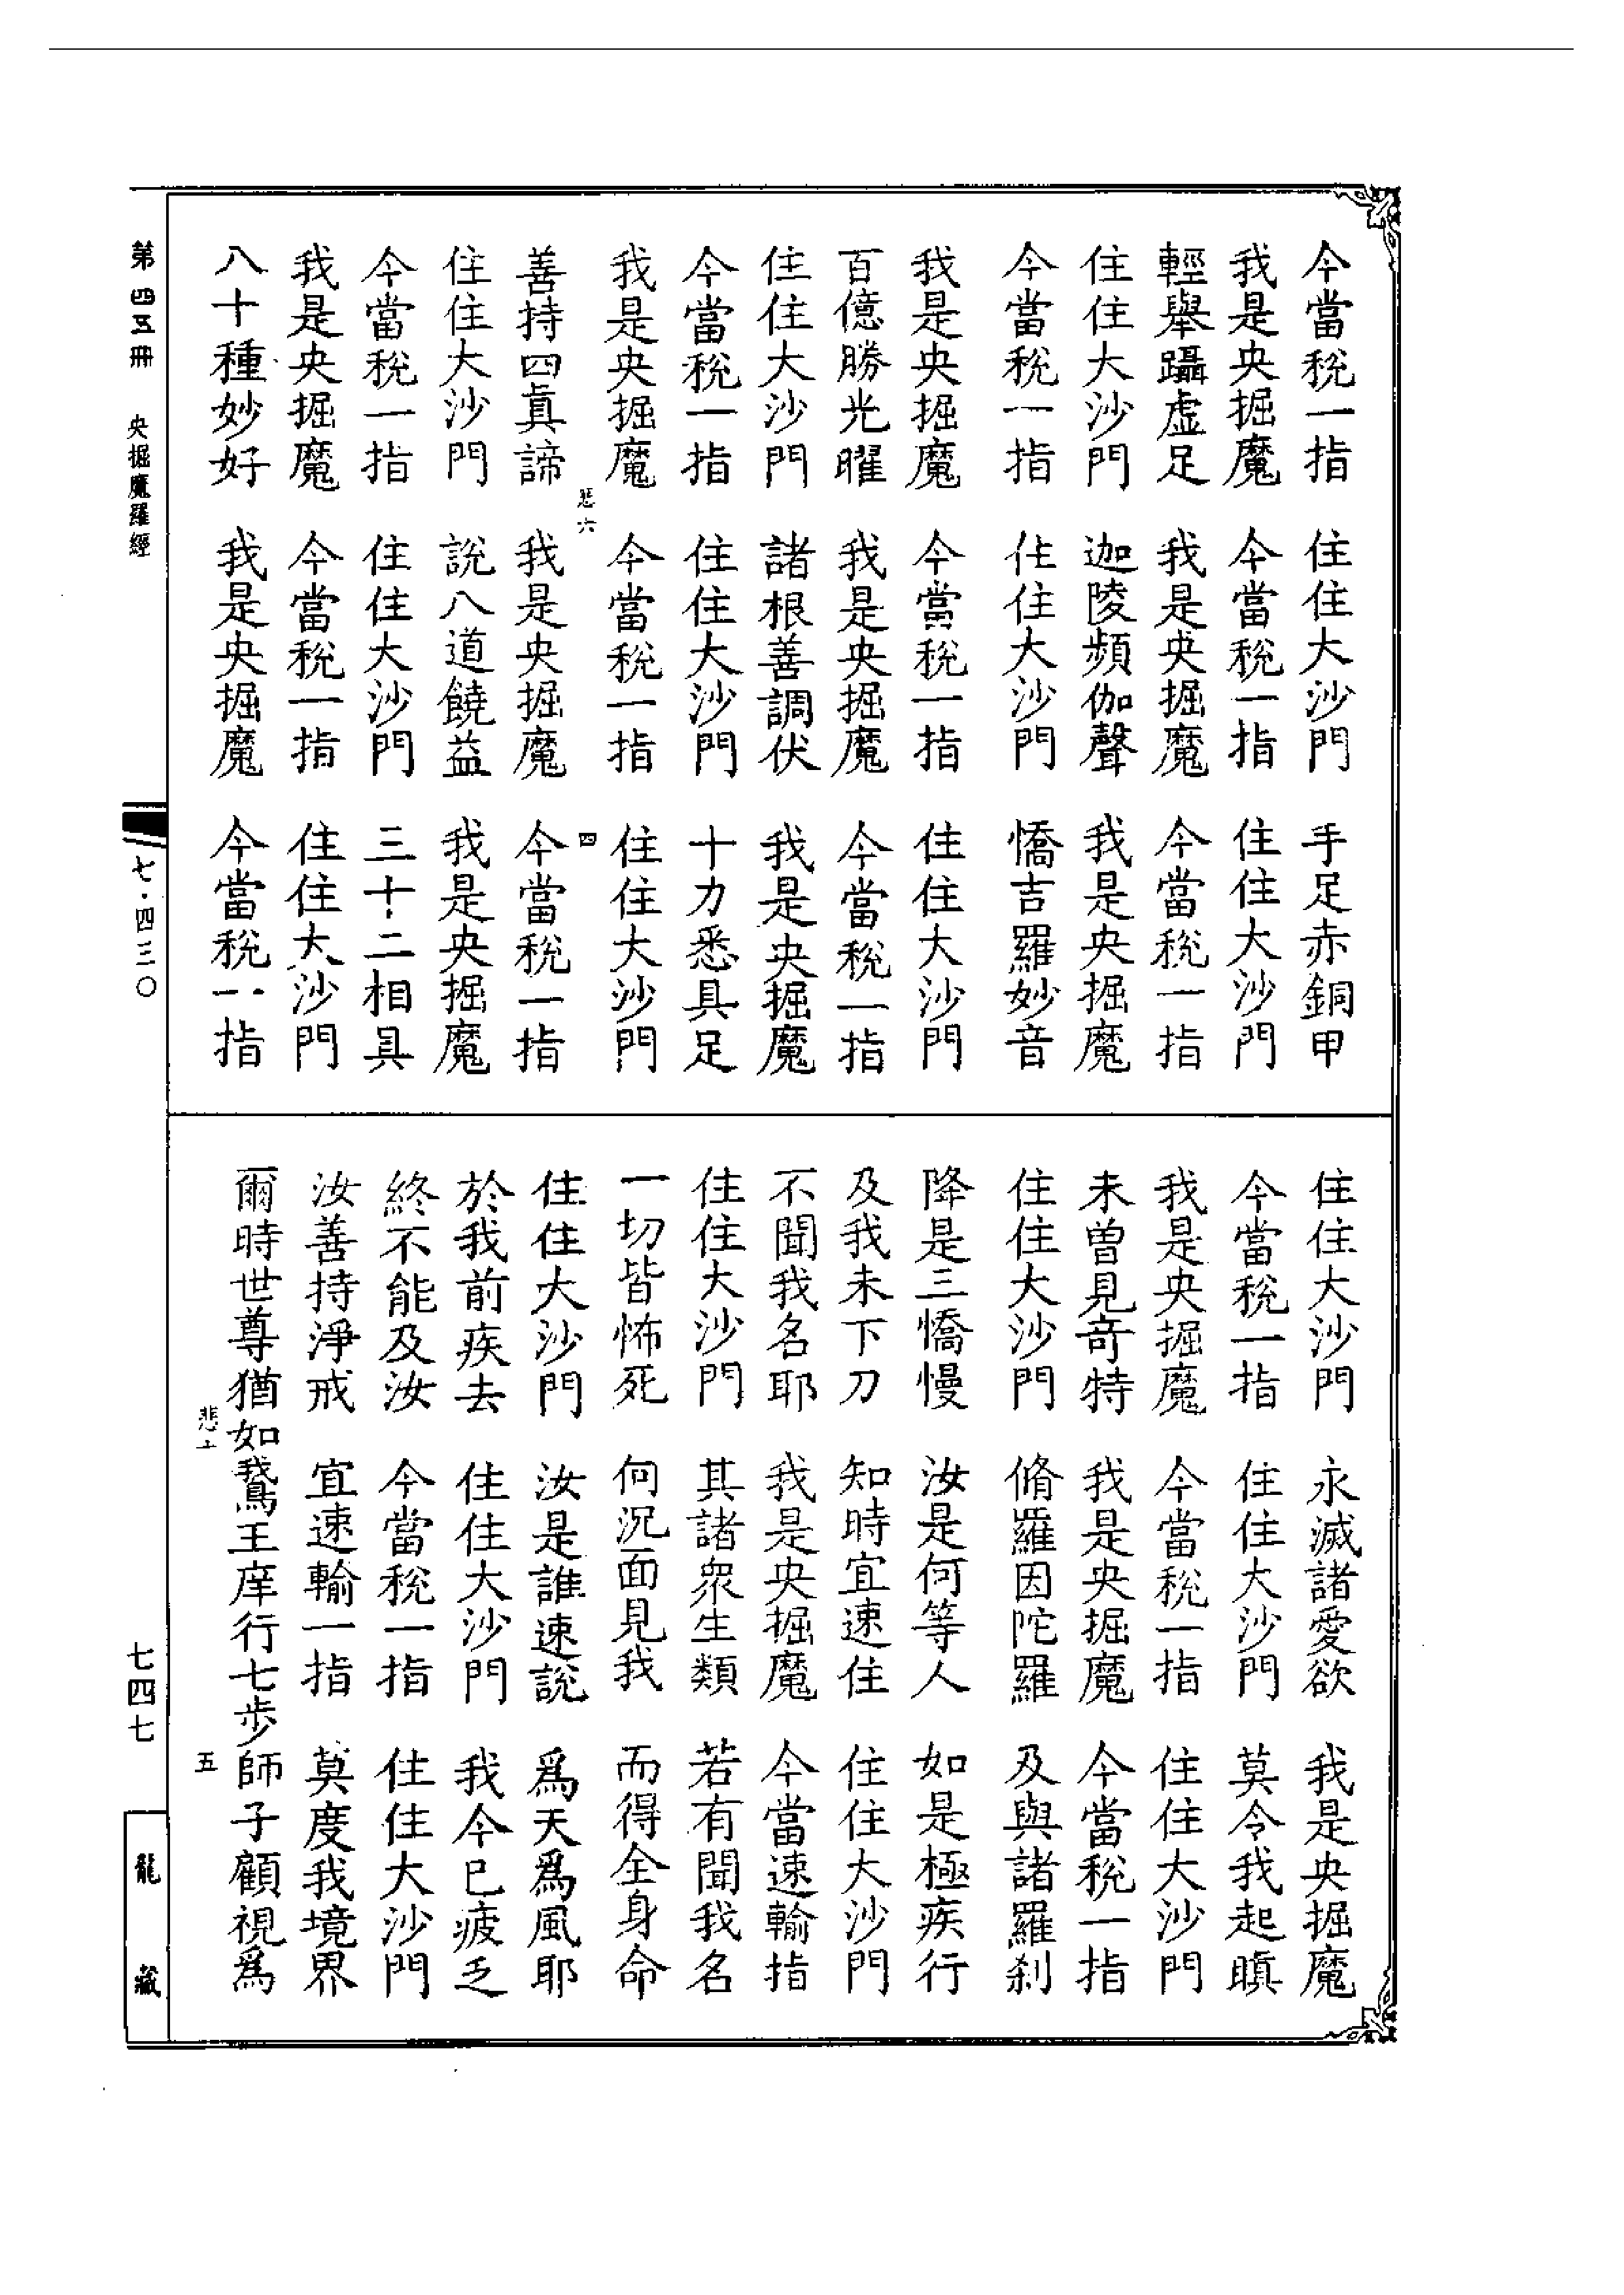 今當稅一指　住住大沙門　手足赤銅甲
我是央掘魔　今當稅一指　住住大沙門
輕舉躡虛足　我是央掘魔　今當稅一指
住住大沙門　迦陵頻伽聲　我是央掘魔
今當稅一指　住住大沙門　憍吉羅妙音
我是央掘魔　今當稅一指　住住大沙門
百億勝光曜　我是央掘魔　今當稅一指
住住大沙門　諸根善調伏　我是央掘魔
今當稅一指　住住大沙門　十力悉具足
我是央掘魔　今當稅一指　住住大沙門
悲六　四
善持四真諦　我是央掘魔　今當稅一指
住住大沙門　說八道饒益　我是央掘魔
今當稅一指　住住大沙門　三十二相具
我是央掘魔　今當稅一指　住住大沙門
八十種妙好　我是央掘魔　今當稅一指
住住大沙門　永滅諸愛欲　我是央掘魔
今當稅一指　住住大沙門　莫令我起瞋
我是央掘魔　今當稅一指　住住大沙門
未曾見奇特　我是央掘魔　今當稅一指
住住大沙門　脩羅因陀羅　及與諸羅剎
降是三憍慢　汝是何等人　如是極疾行
及我未下刀　知時宜速住　住住大沙門
不聞我名耶　我是央掘魔　今當速輸指
住住大沙門　其諸衆生類　若有聞我名
一切皆怖死　何況面見我　而得全身命
住住大沙門　汝是誰速說　爲天爲風耶
於我前疾去　住住大沙門　我今已疲乏
終不能及汝　今當稅一指　住住大沙門
汝善持淨戒　宜速輸一指　莫度我境界
爾時世尊猶如鵞王庠行七步師子顧視爲
悲六　五
第四五冊　央掘魔羅經
七·四三〇
七四七
龍藏